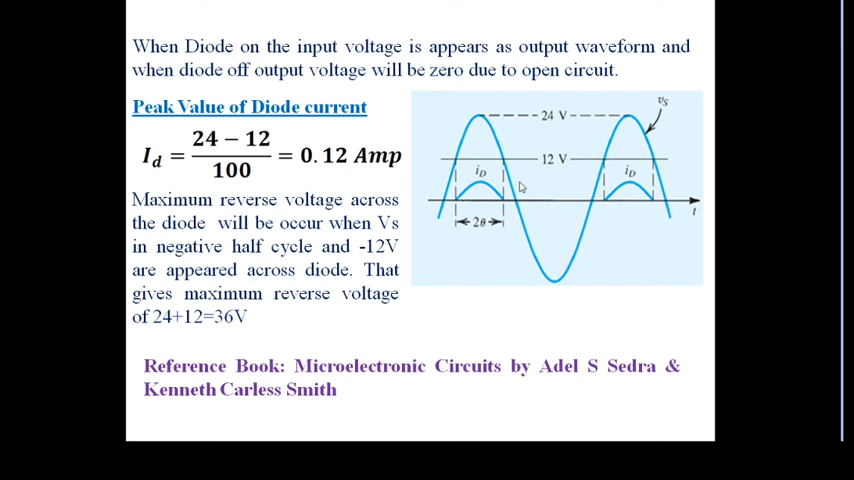 When Diode on the input voltage is appears as output waveform and
when diode off output voltage will be zero due to open circuit.
Peak Value of Diode current
I_d = (24 − 12) / 100 = 0.12 Amp
Maximum reverse voltage across
the diode will be occur when Vs
in negative half cycle and -12V
are appeared across diode. That
gives maximum reverse voltage
of 24+12=36V
v_S
24 V
12 V
i_D
i_D
2θ
t
Reference Book: Microelectronic Circuits by Adel S Sedra &
Kenneth Carless Smith